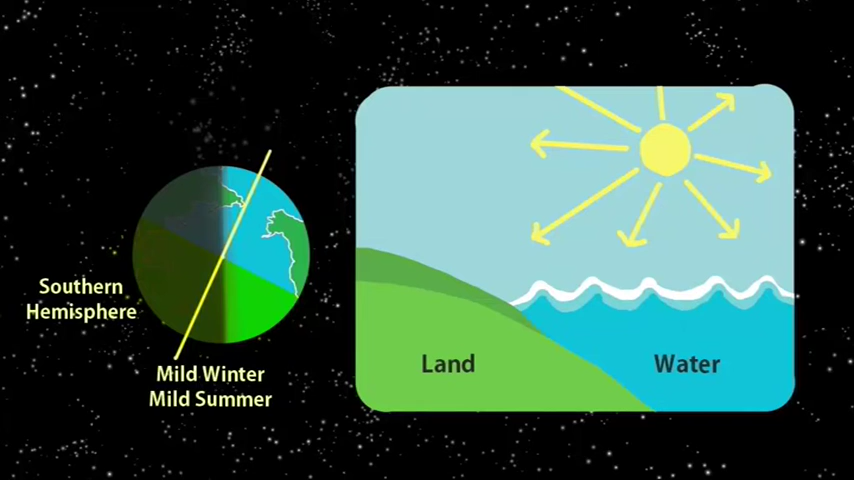 Southern
Hemisphere
Mild Winter
Mild Summer
Land
Water